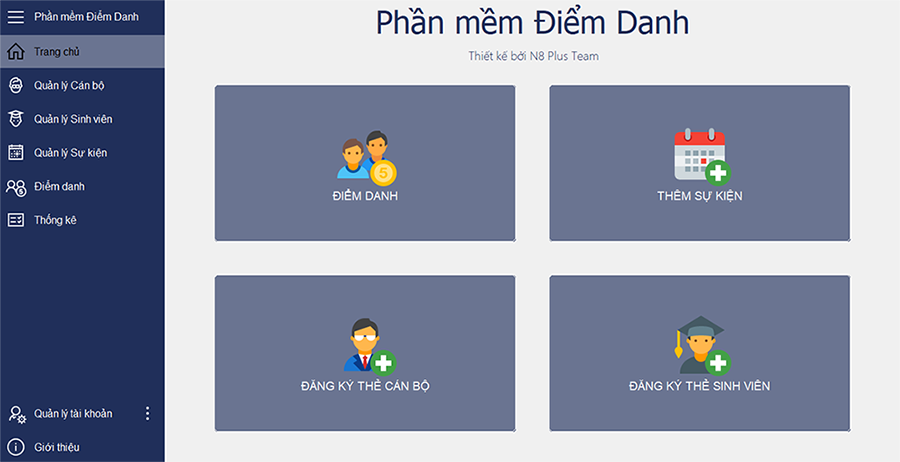 Phần mềm Điểm Danh
Trang chủ
Quản lý Cán bộ
Quản lý Sinh viên
Quản lý Sự kiện
Điểm danh
Thống kê
Quản lý tài khoản
Giới thiệu
Phần mềm Điểm Danh
Thiết kế bởi N8 Plus Team
5
ĐIỂM DANH
THÊM SỰ KIỆN
ĐĂNG KÝ THẺ CÁN BỘ
ĐĂNG KÝ THẺ SINH VIÊN